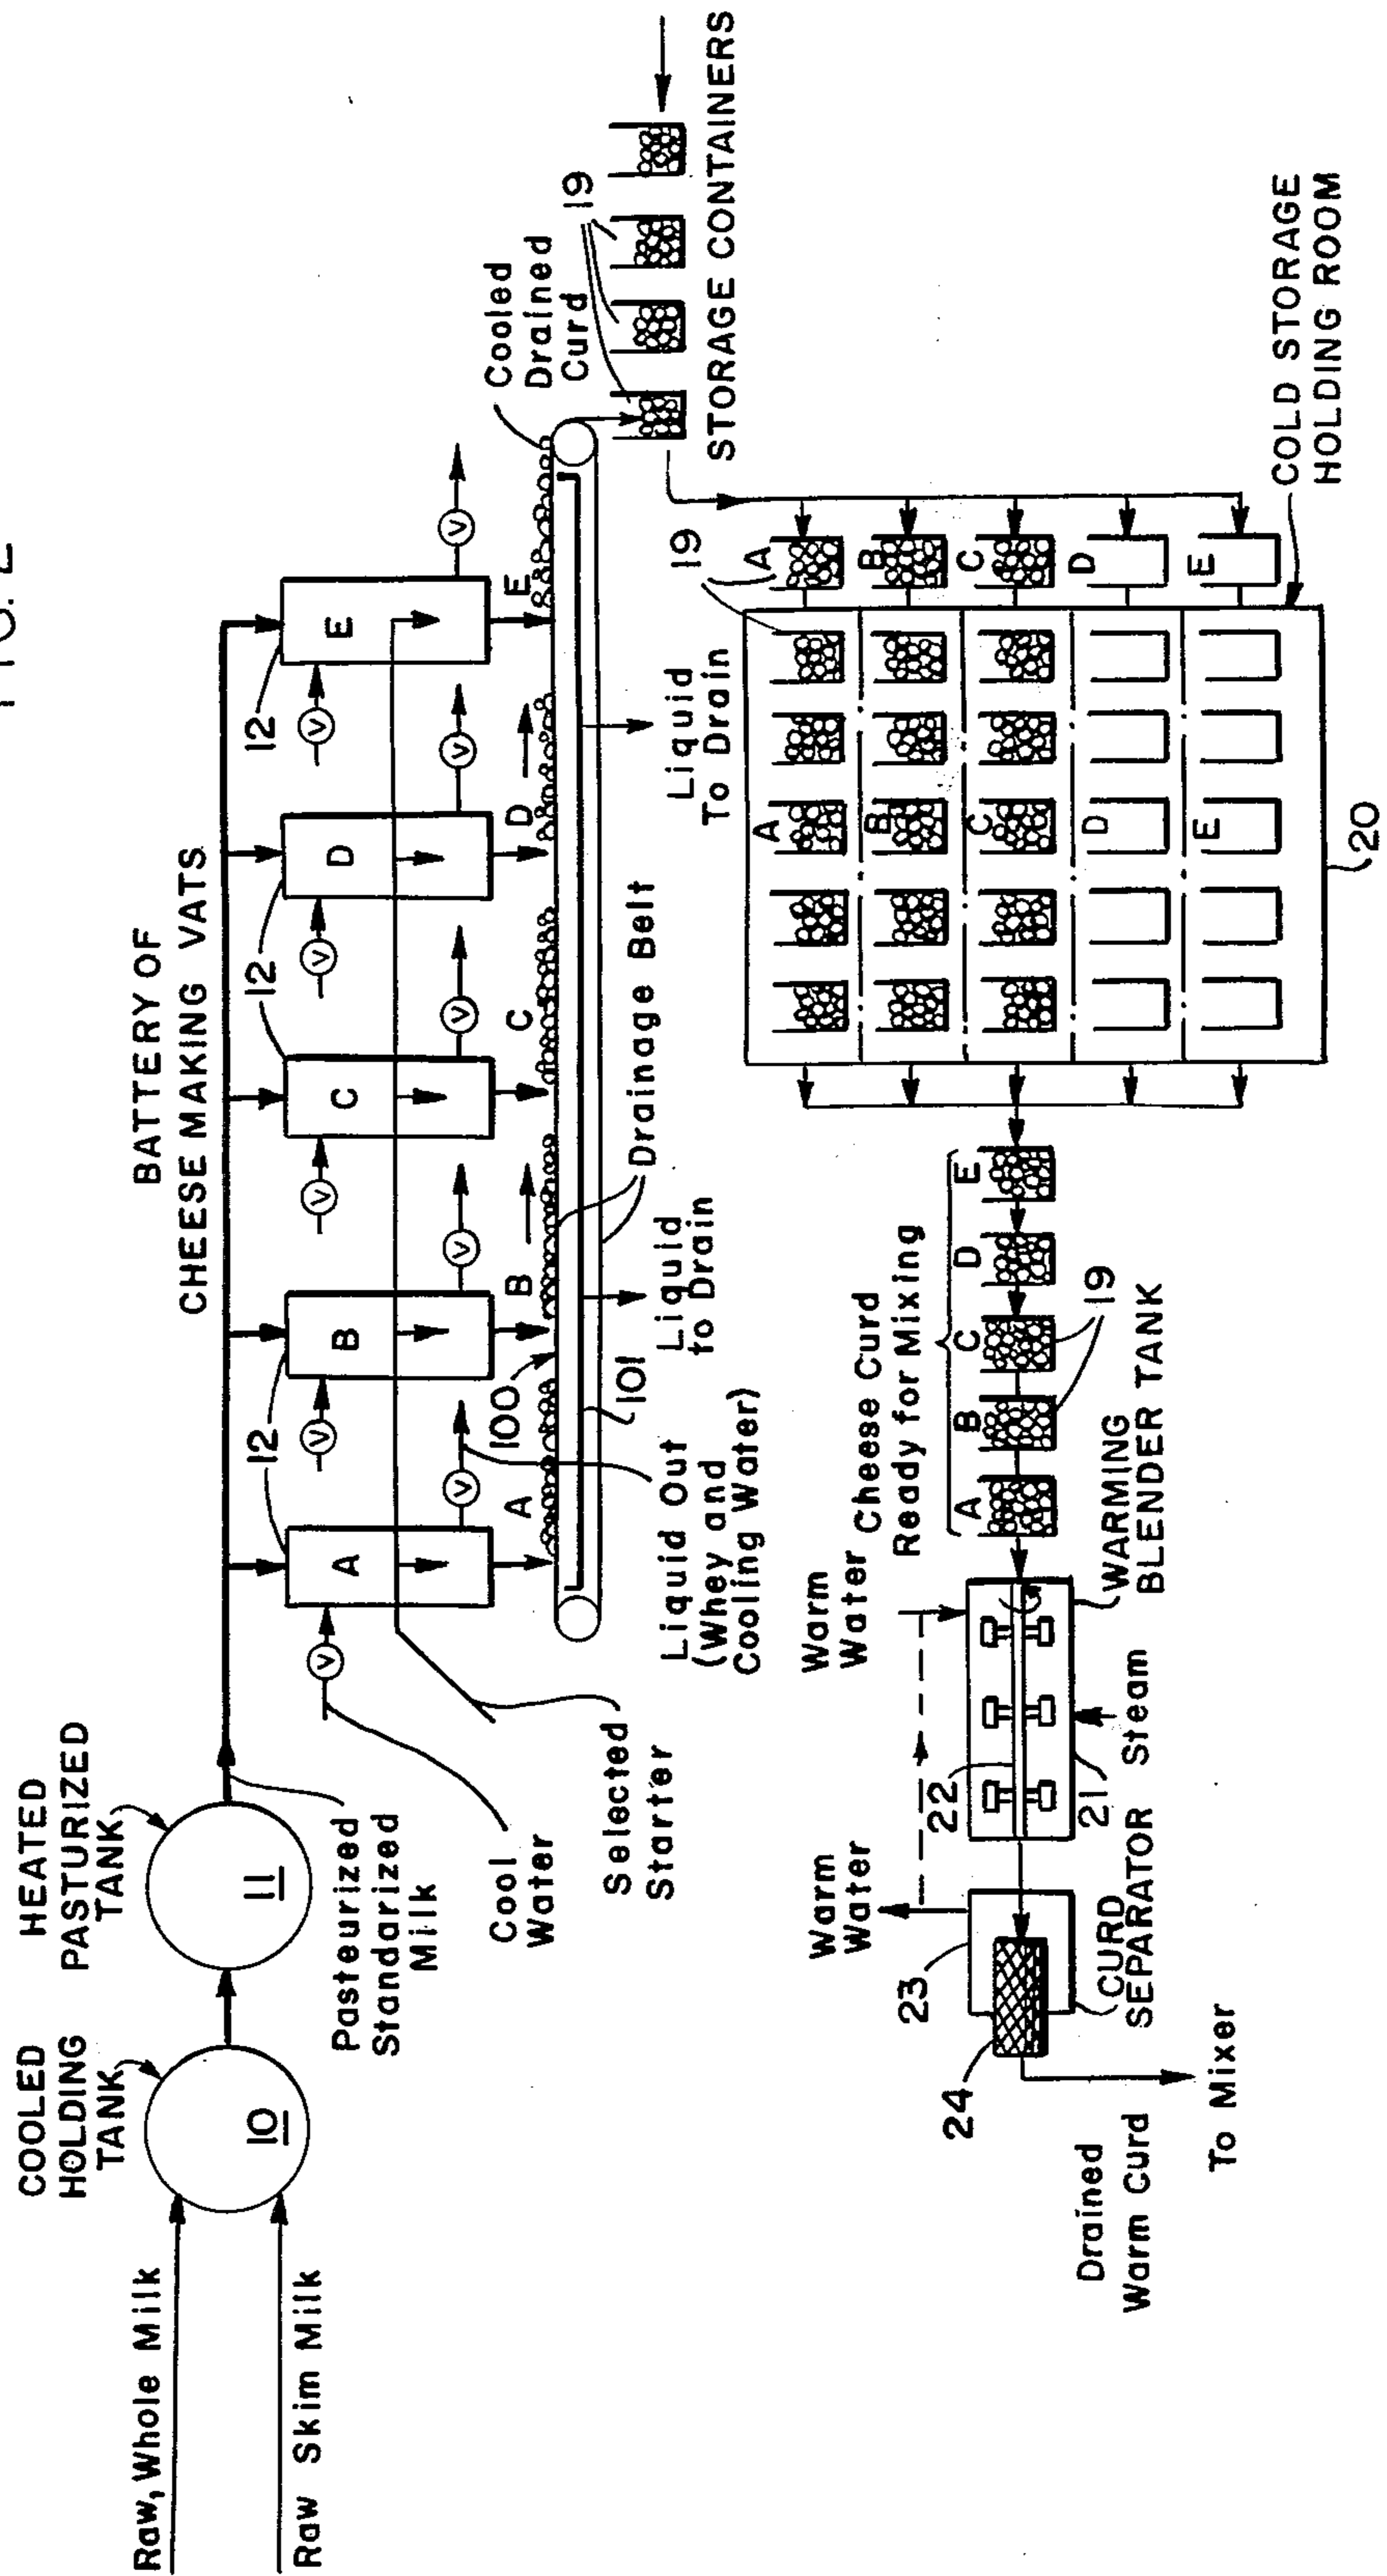 FIG. 2
COOLED
HOLDING
TANK
10
Raw, Whole Milk
Raw Skim Milk
HEATED
PASTURIZED
TANK
11
Pasteurized
Standarized
Milk
Cool
Water
Selected
Starter
BATTERY OF
CHEESE MAKING VATS
12
12
12
12
A
B
C
D
E
V
V
V
V
V
V
V
V
V
V
A
B
C
D
E
100
101
Liquid Out
(Whey and
Cooling Water)
Liquid
to Drain
Drainage Belt
Liquid
To Drain
Cooled
Drained
Curd
19
STORAGE CONTAINERS
19
A
B
C
D
E
A
B
C
D
E
COLD STORAGE
HOLDING ROOM
20
Cheese Curd
Ready for Mixing
A
B
C
D
E
19
WARMING
BLENDER TANK
Warm
Water
22
21
Steam
Warm
Water
23
CURD
SEPARATOR
24
Drained
Warm Curd
To Mixer